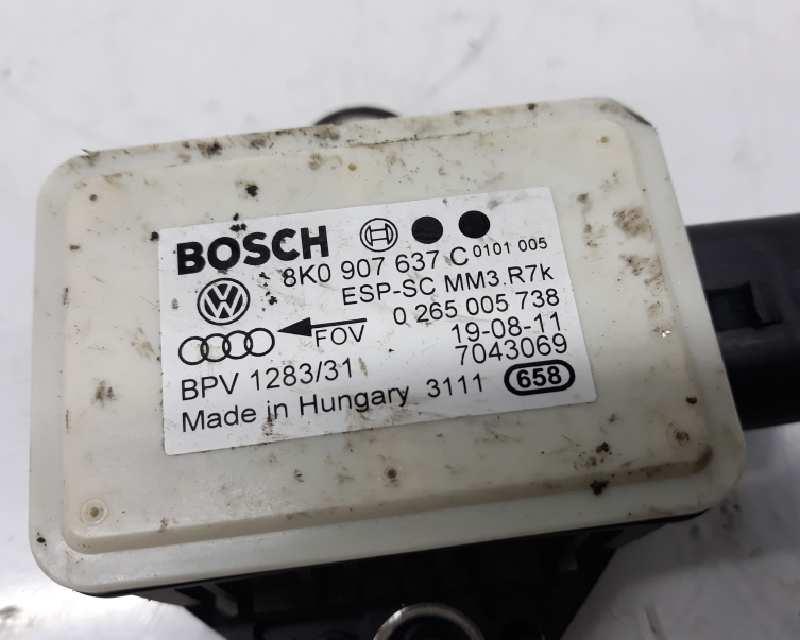 BOSCH
8K0 907 637 C 0101 005
ESP-SC MM3.R7k
0 265 005 738
FOV 19-08-11
7043069
BPV 1283/31
Made in Hungary 3111 658